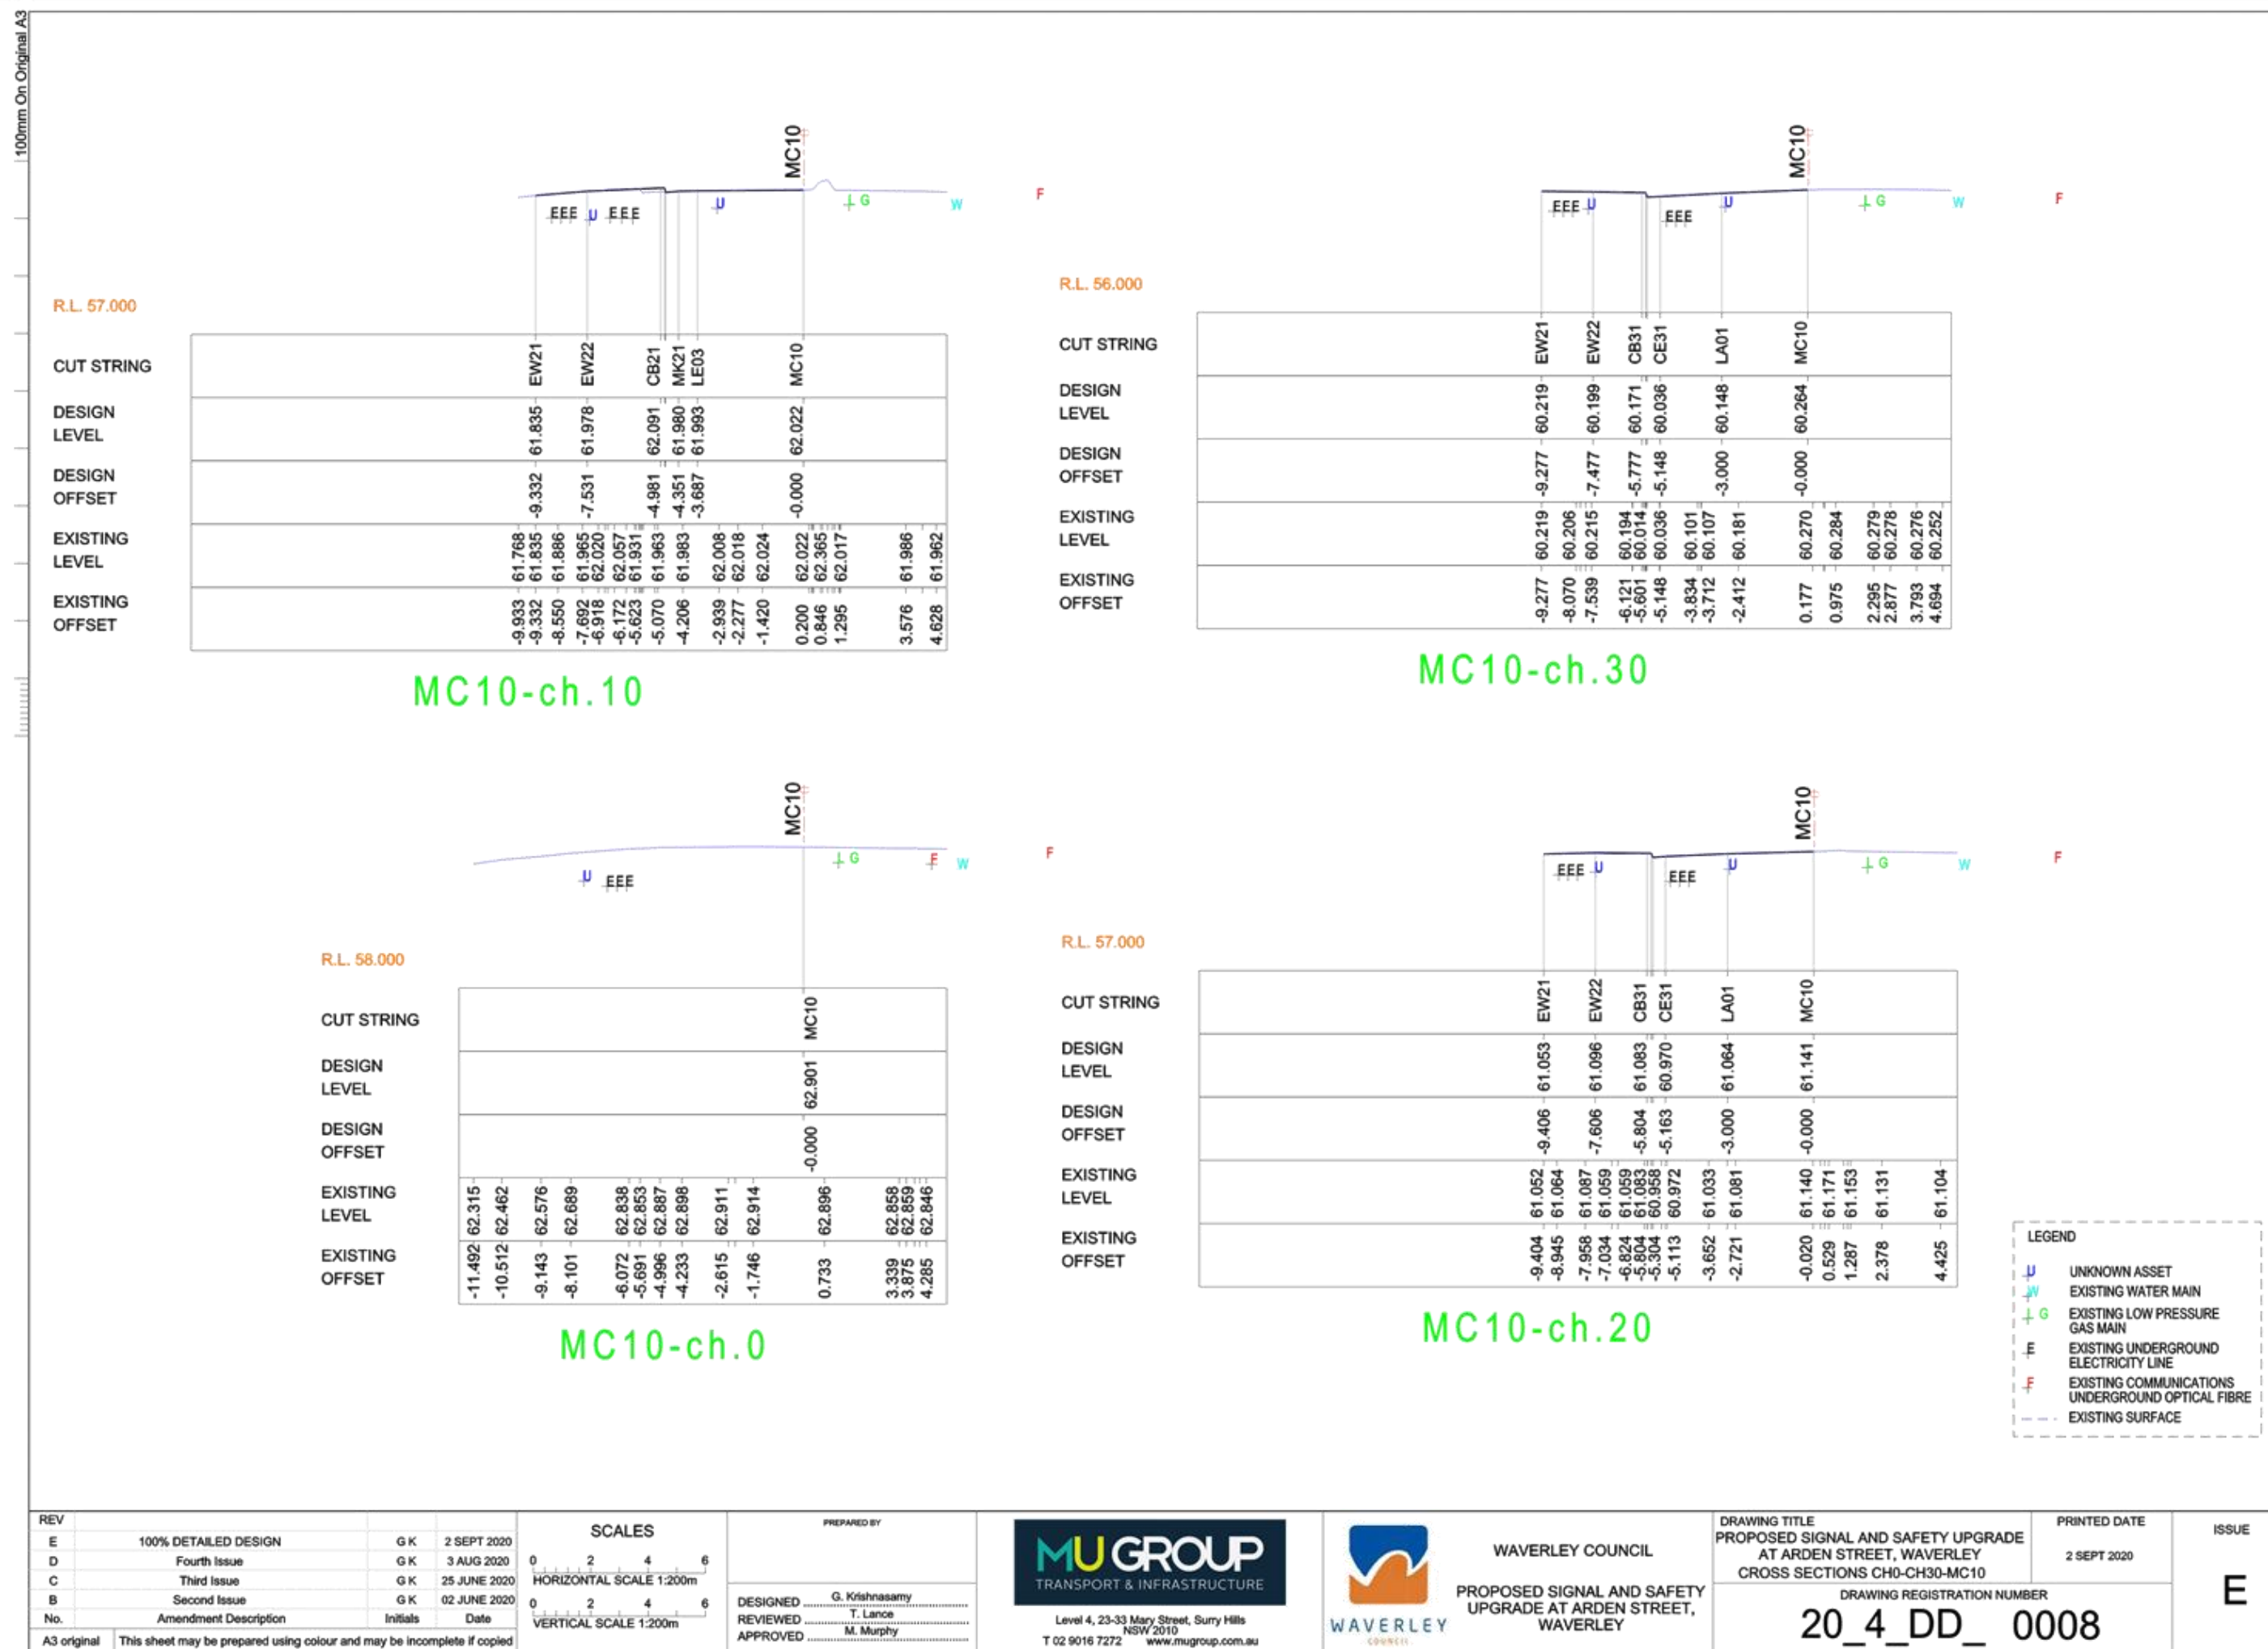 100mm On Original A3
MC10
EEE U EEE U L G W F
R.L. 57.000
CUT STRING EW21 EW22 CB21 MK21 LE03 MC10
DESIGN LEVEL 61.835 61.978 62.091 61.980 61.993 62.022
DESIGN OFFSET -9.332 -7.531 -4.981 -4.351 -3.687 -0.000
EXISTING LEVEL 61.768 61.835 61.886 61.965 62.020 62.057 61.931 61.963 61.983 62.008 62.018 62.024 62.022 62.365 62.017 61.986 61.962
EXISTING OFFSET -9.933 -9.332 -8.550 -7.692 -6.918 -6.172 -5.623 -5.070 -4.206 -2.939 -2.277 -1.420 0.200 0.846 1.295 3.576 4.628
MC10-ch.10
MC10
EEE U EEE U L G W F
R.L. 56.000
CUT STRING EW21 EW22 CB31 CE31 LA01 MC10
DESIGN LEVEL 60.219 60.199 60.171 60.036 60.148 60.264
DESIGN OFFSET -9.277 -7.477 -5.777 -5.148 -3.000 -0.000
EXISTING LEVEL 60.219 60.206 60.215 60.194 60.014 60.036 60.101 60.107 60.181 60.270 60.284 60.279 60.278 60.276 60.252
EXISTING OFFSET -9.277 -8.070 -7.539 -6.121 -5.601 -5.148 -3.834 -3.712 -2.412 0.177 0.975 2.295 2.877 3.793 4.694
MC10-ch.30
MC10
U EEE L G F W F
R.L. 58.000
CUT STRING MC10
DESIGN LEVEL 62.901
DESIGN OFFSET -0.000
EXISTING LEVEL 62.315 62.462 62.576 62.689 62.838 62.853 62.887 62.898 62.911 62.914 62.896 62.858 62.859 62.846
EXISTING OFFSET -11.492 -10.512 -9.143 -8.101 -6.072 -5.691 -4.996 -4.233 -2.615 -1.746 0.733 3.339 3.875 4.285
MC10-ch.0
MC10
EEE U EEE U L G W F
R.L. 57.000
CUT STRING EW21 EW22 CB31 CE31 LA01 MC10
DESIGN LEVEL 61.053 61.096 61.083 60.970 61.064 61.141
DESIGN OFFSET -9.406 -7.606 -5.804 -5.163 -3.000 -0.000
EXISTING LEVEL 61.052 61.064 61.087 61.059 61.059 61.083 60.958 60.972 61.033 61.081 61.140 61.171 61.153 61.131 61.104
EXISTING OFFSET -9.404 -8.945 -7.958 -7.034 -6.824 -5.804 -5.304 -5.113 -3.652 -2.721 -0.020 0.529 1.287 2.378 4.425
MC10-ch.20
LEGEND
U UNKNOWN ASSET
W EXISTING WATER MAIN
L G EXISTING LOW PRESSURE
GAS MAIN
E EXISTING UNDERGROUND
ELECTRICITY LINE
F EXISTING COMMUNICATIONS
UNDERGROUND OPTICAL FIBRE
EXISTING SURFACE
REV
E 100% DETAILED DESIGN G K 2 SEPT 2020
D Fourth Issue G K 3 AUG 2020
C Third Issue G K 25 JUNE 2020
B Second Issue G K 02 JUNE 2020
No. Amendment Description Initials Date
A3 original This sheet may be prepared using colour and may be incomplete if copied
SCALES
0 2 4 6
HORIZONTAL SCALE 1:200m
0 2 4 6
VERTICAL SCALE 1:200m
PREPARED BY
DESIGNED G. Krishnasamy
REVIEWED T. Lance
APPROVED M. Murphy
MU GROUP
TRANSPORT & INFRASTRUCTURE
Level 4, 23-33 Mary Street, Surry Hills
NSW 2010
T 02 9016 7272 www.mugroup.com.au
WAVERLEY
COUNCIL
WAVERLEY COUNCIL
PROPOSED SIGNAL AND SAFETY
UPGRADE AT ARDEN STREET,
WAVERLEY
DRAWING TITLE
PROPOSED SIGNAL AND SAFETY UPGRADE
AT ARDEN STREET, WAVERLEY
CROSS SECTIONS CH0-CH30-MC10
PRINTED DATE
2 SEPT 2020
DRAWING REGISTRATION NUMBER
20_4_DD_ 0008
ISSUE
E